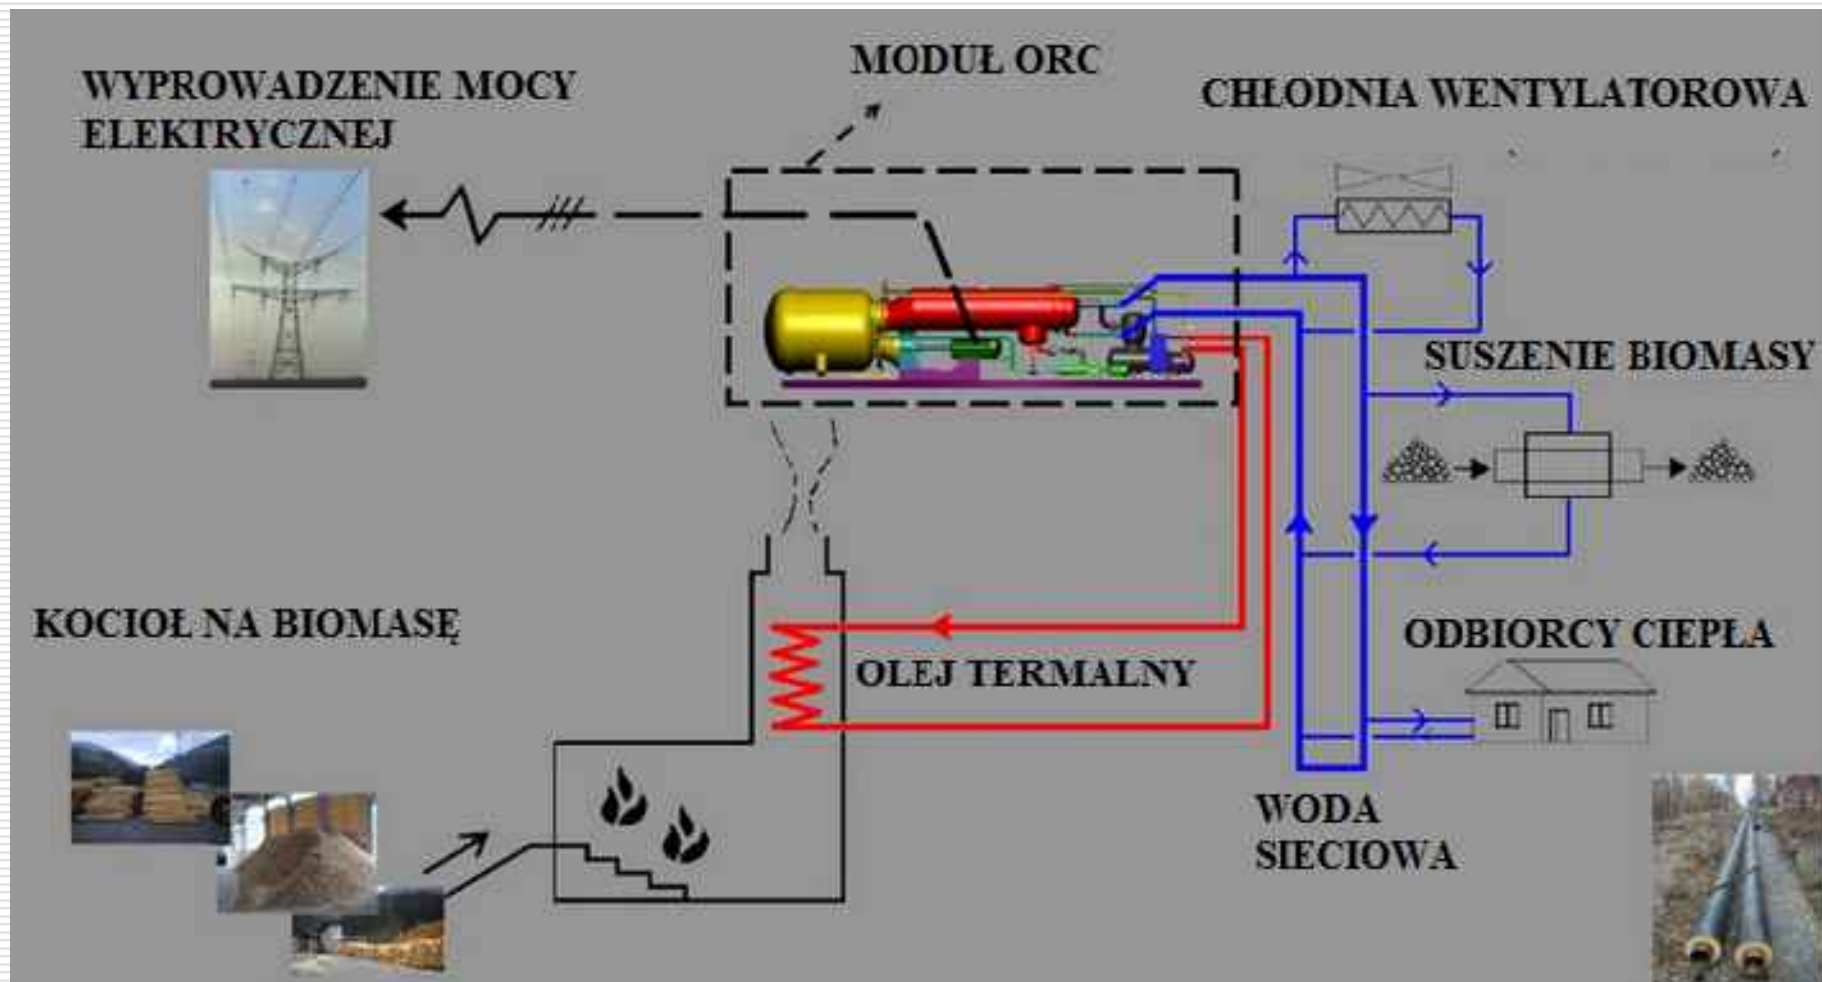 MODUŁ ORC
WYPROWADZENIE MOCY
ELEKTRYCZNEJ
CHŁODNIA WENTYLATOROWA
SUSZENIE BIOMASY
KOCIOŁ NA BIOMASĘ
ODBIORCY CIEPŁA
OLEJ TERMALNY
WODA
SIECIOWA